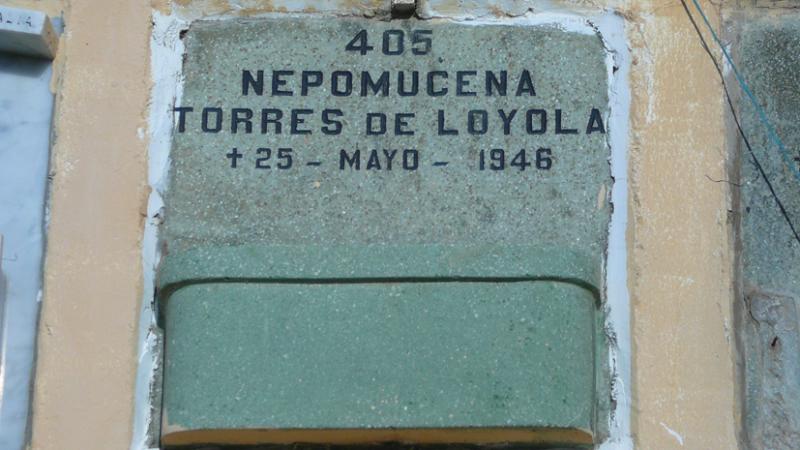 405
NEPOMUCENA
TORRES DE LOYOLA
+ 25 - MAYO - 1946